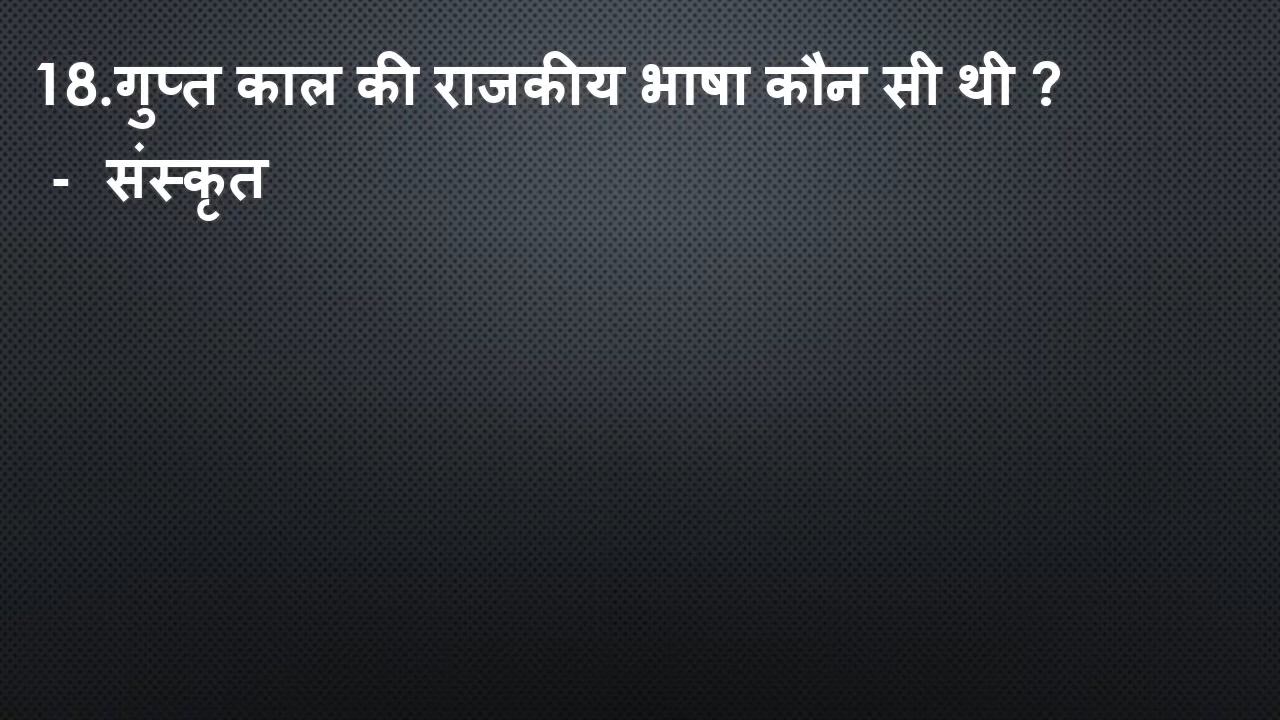 18.गुप्त काल की राजकीय भाषा कौन सी थी ?
- संस्कृत